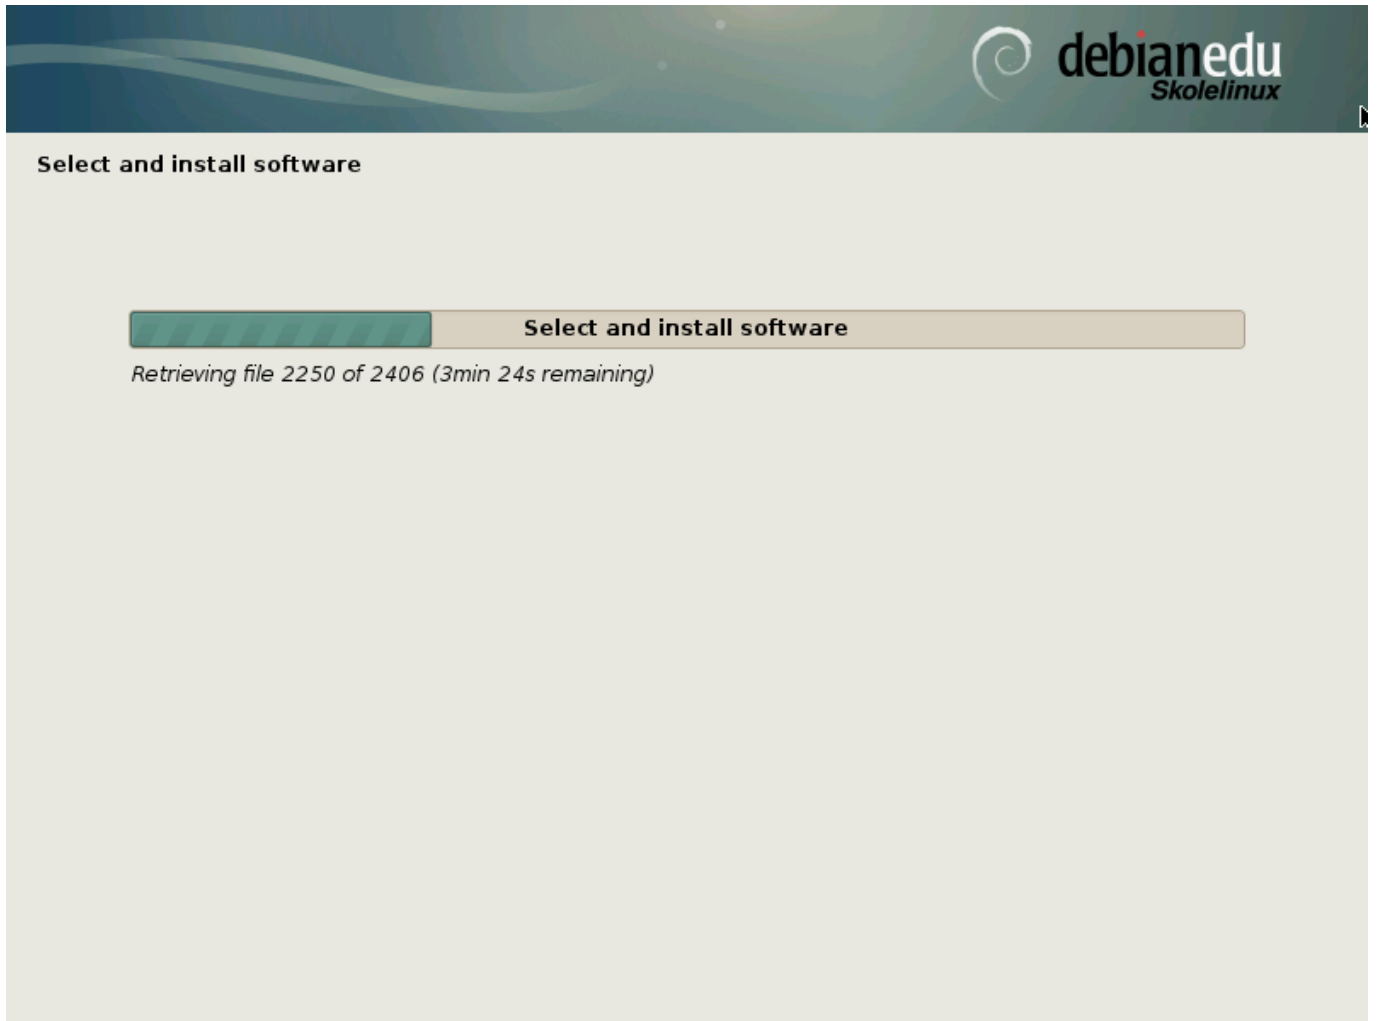 debianedu
Skolelinux
Select and install software
Select and install software
Retrieving file 2250 of 2406 (3min 24s remaining)